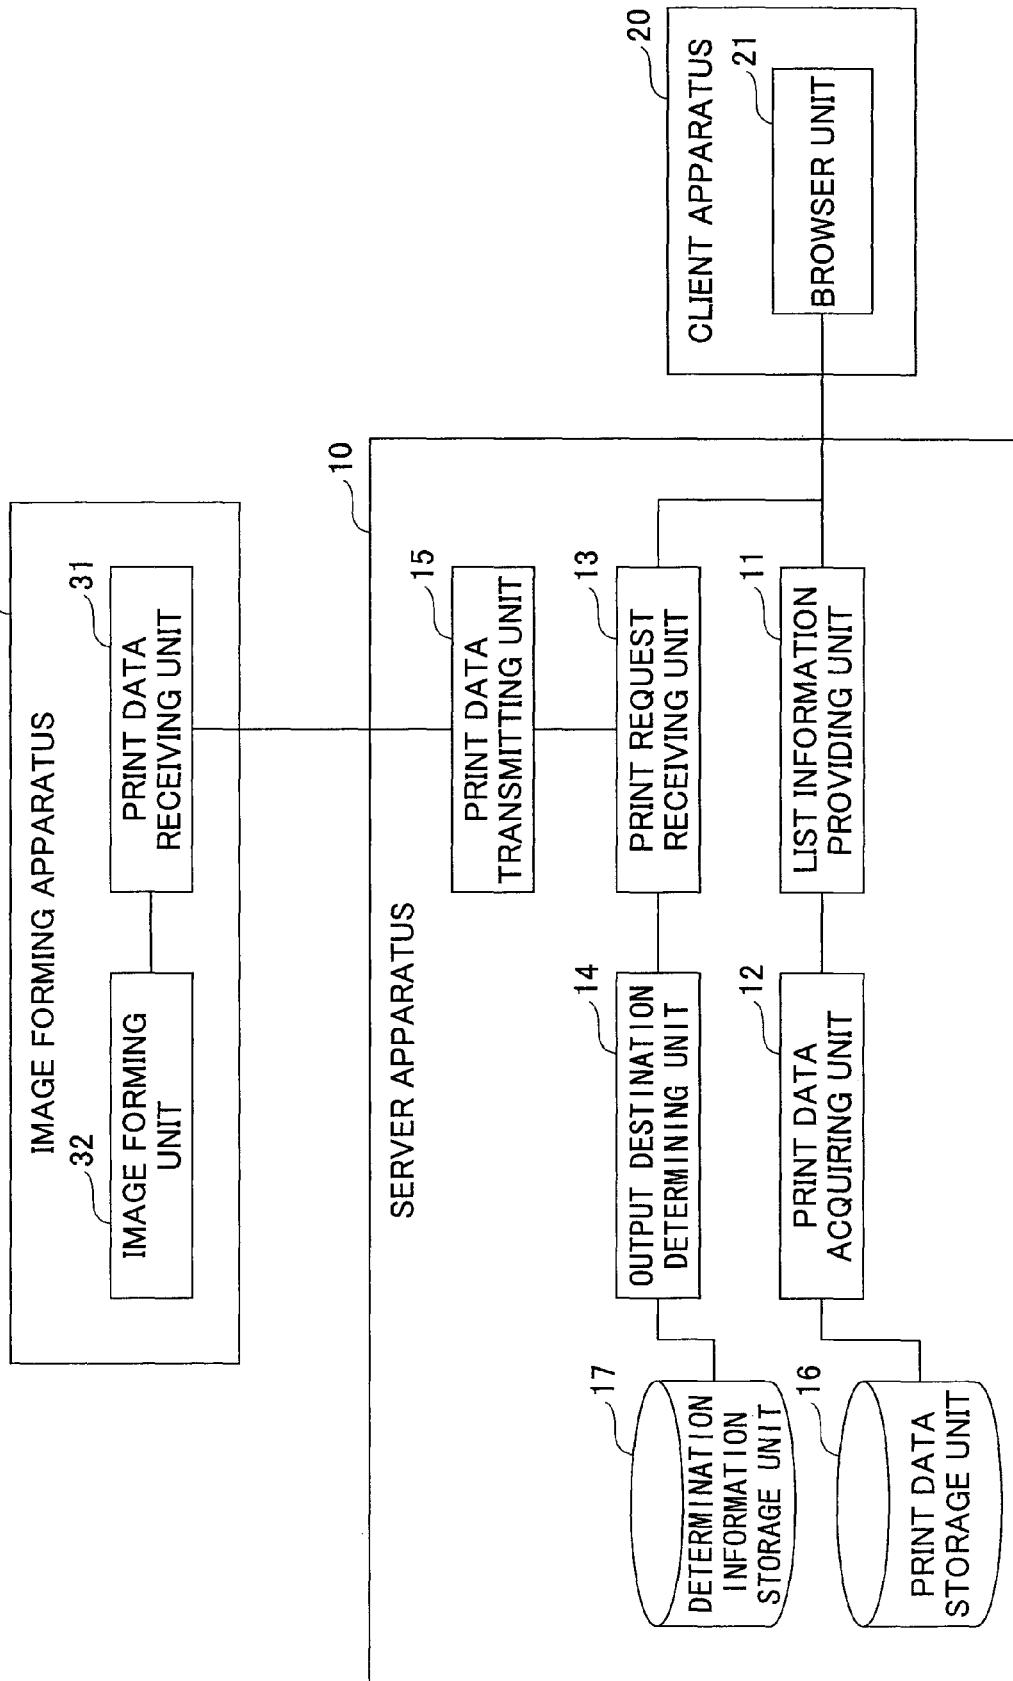 IMAGE FORMING APPARATUS
32
IMAGE FORMING
UNIT
31
PRINT DATA
RECEIVING UNIT
SERVER APPARATUS
10
15
PRINT DATA
TRANSMITTING UNIT
17
DETERMINATION
INFORMATION
STORAGE UNIT
14
OUTPUT DESTINATION
DETERMINING UNIT
13
PRINT REQUEST
RECEIVING UNIT
16
PRINT DATA
STORAGE UNIT
12
PRINT DATA
ACQUIRING UNIT
11
LIST INFORMATION
PROVIDING UNIT
20
CLIENT APPARATUS
21
BROWSER UNIT